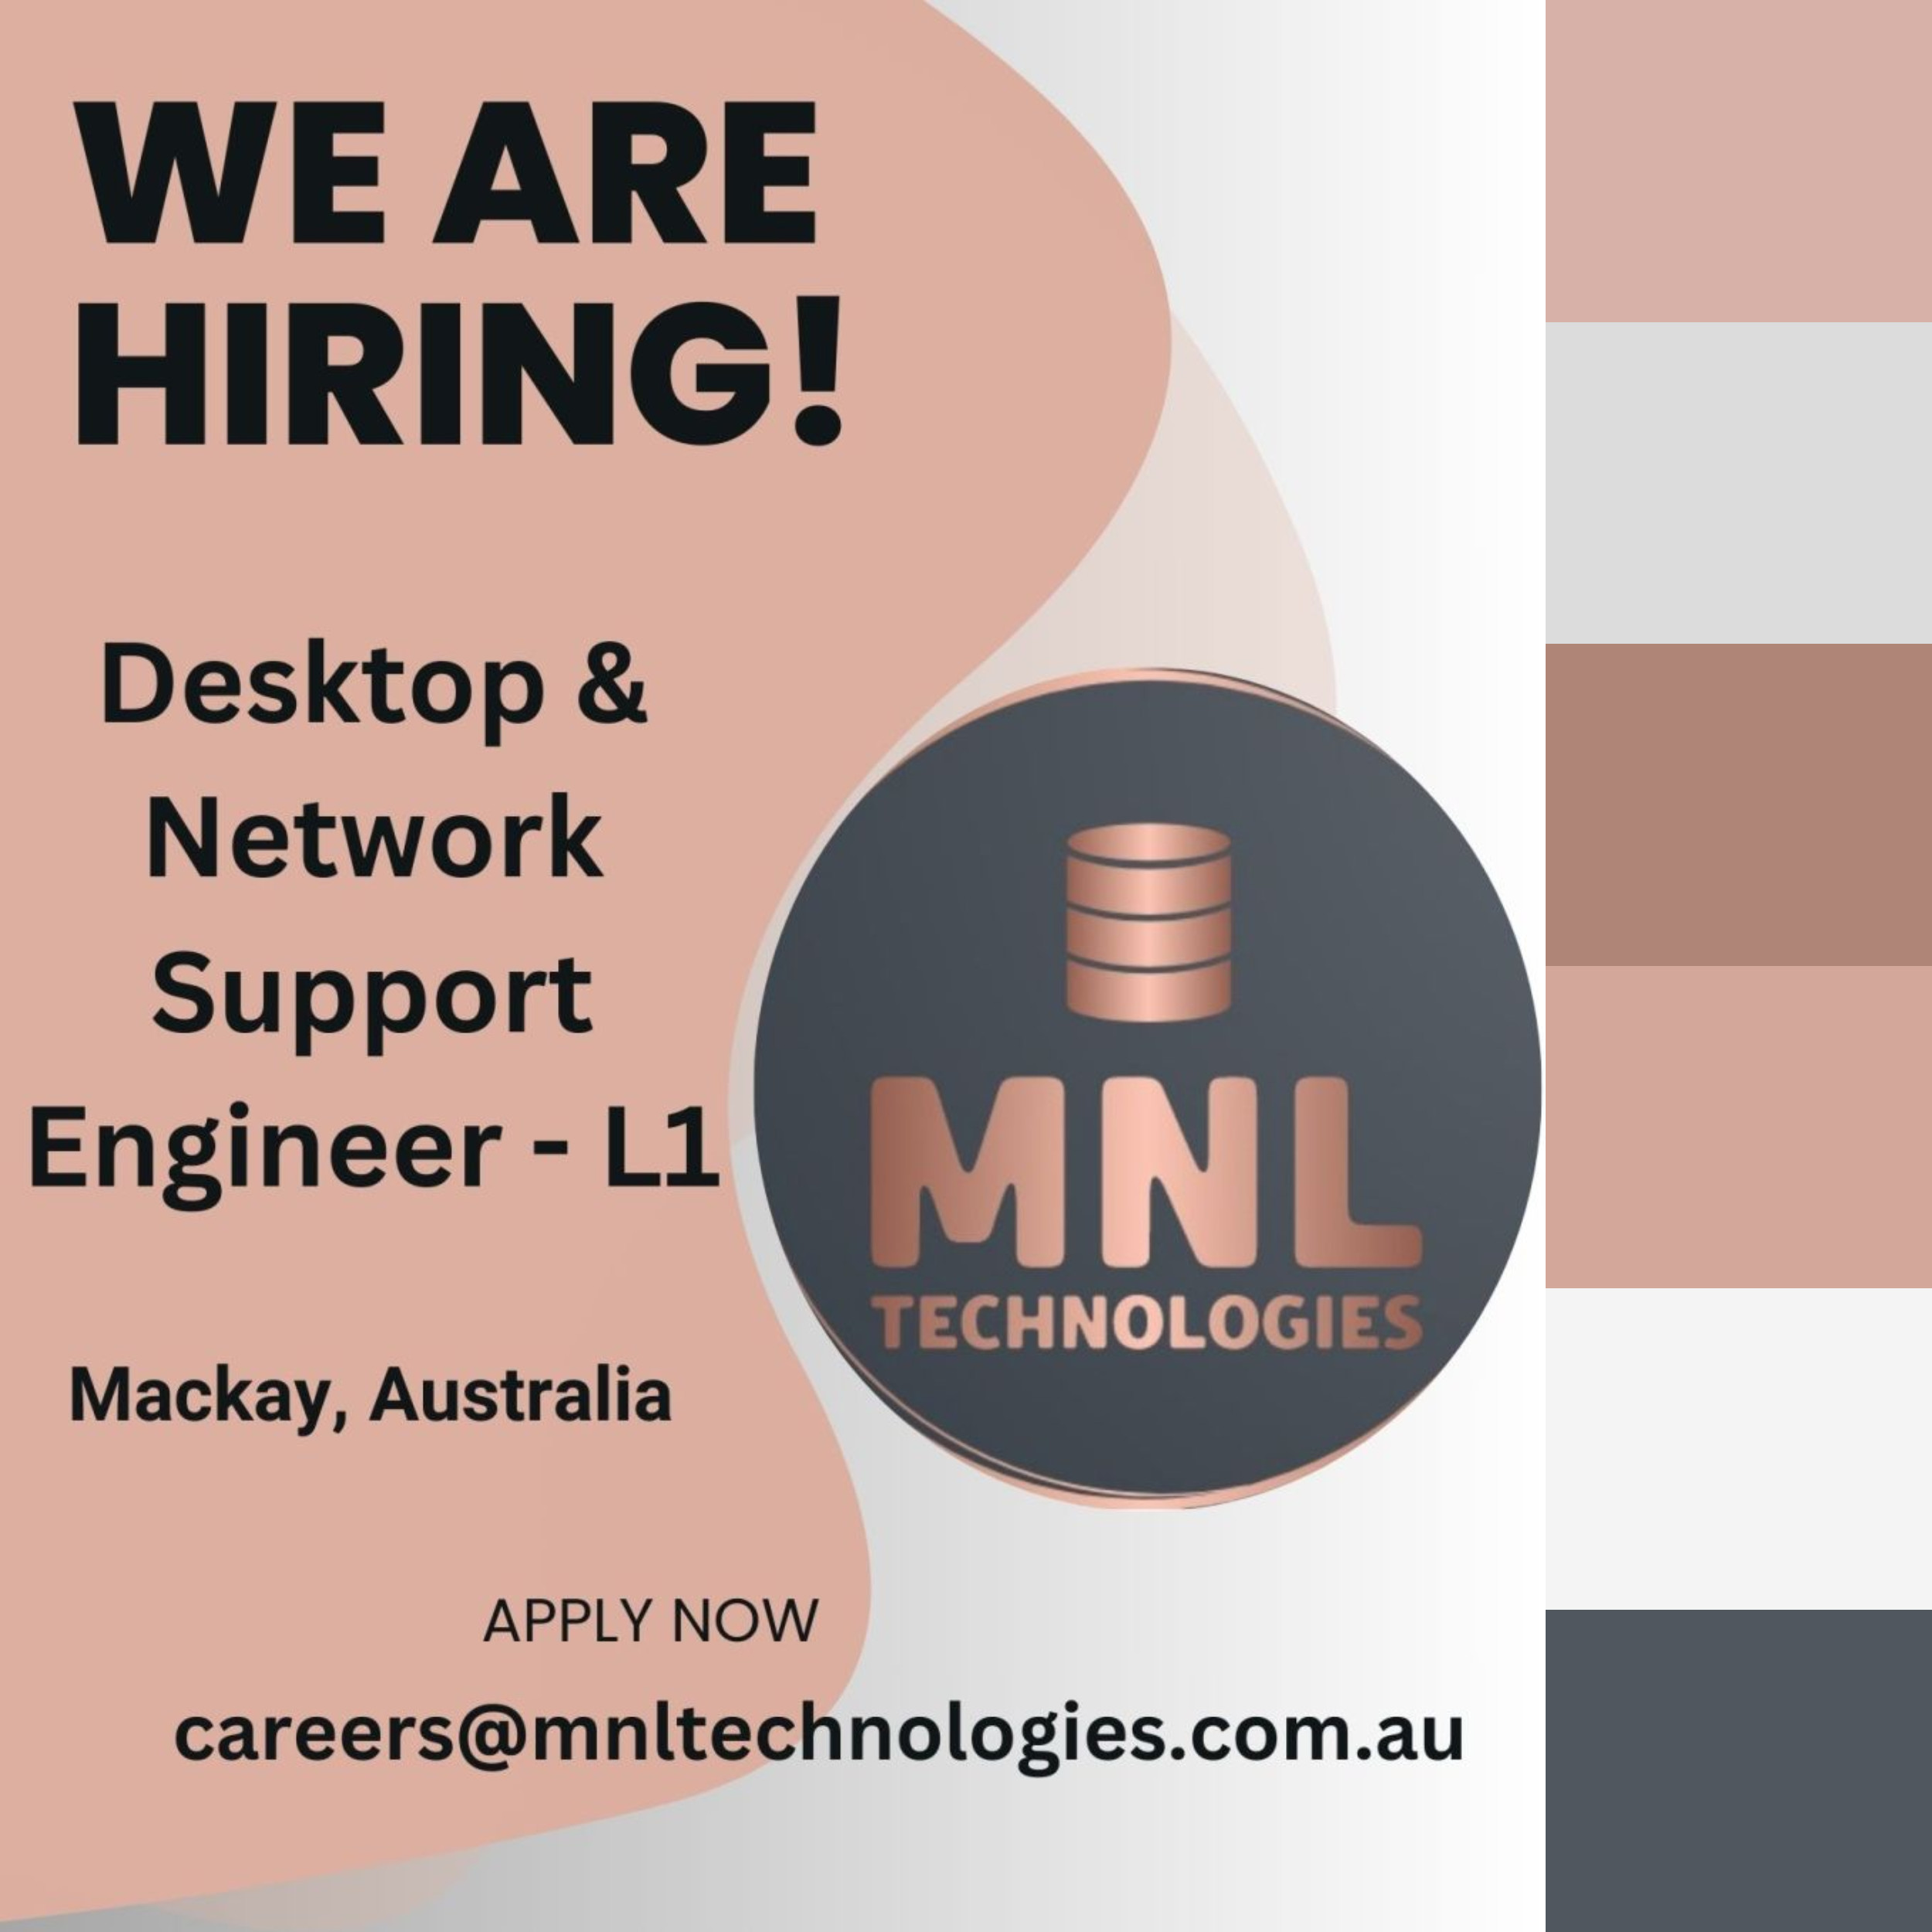 WE ARE
HIRING!
Desktop &
Network
Support
Engineer - L1
MNL
TECHNOLOGIES
Mackay, Australia
APPLY NOW
careers@mnltechnologies.com.au